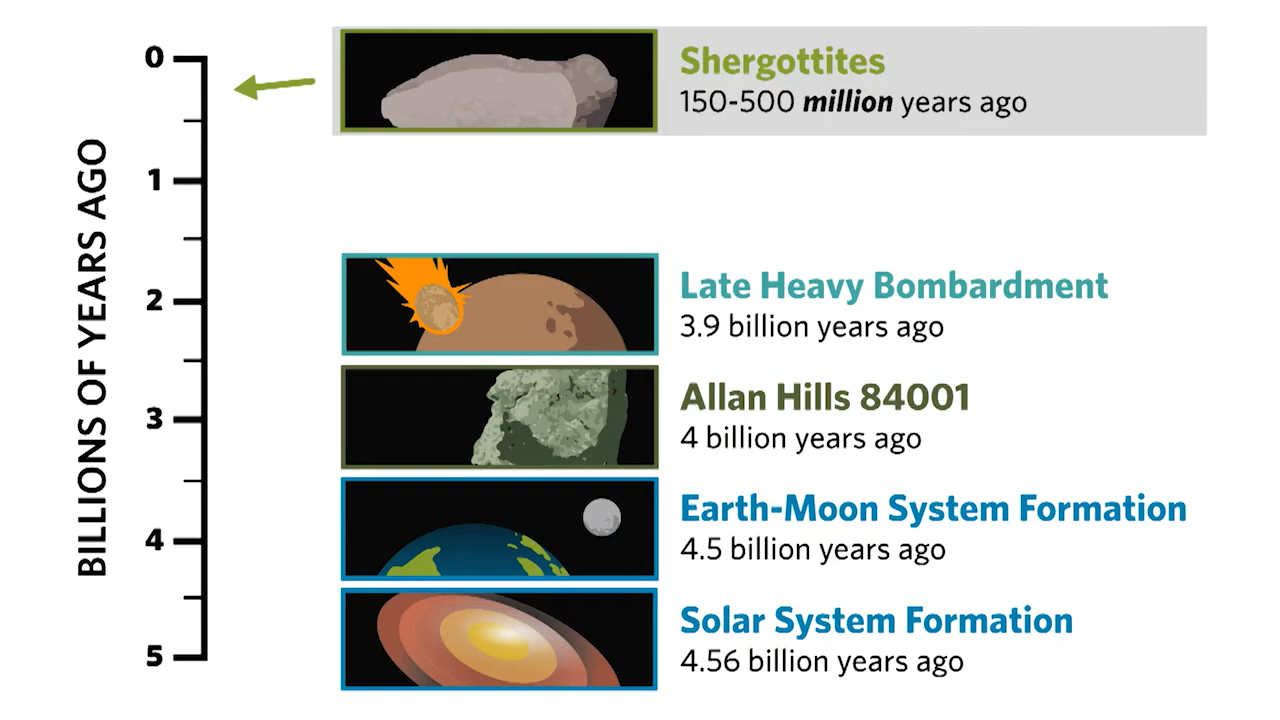 BILLIONS OF YEARS AGO
0
1
2
3
4
5
Shergottites
150-500 million years ago
Late Heavy Bombardment
3.9 billion years ago
Allan Hills 84001
4 billion years ago
Earth-Moon System Formation
4.5 billion years ago
Solar System Formation
4.56 billion years ago